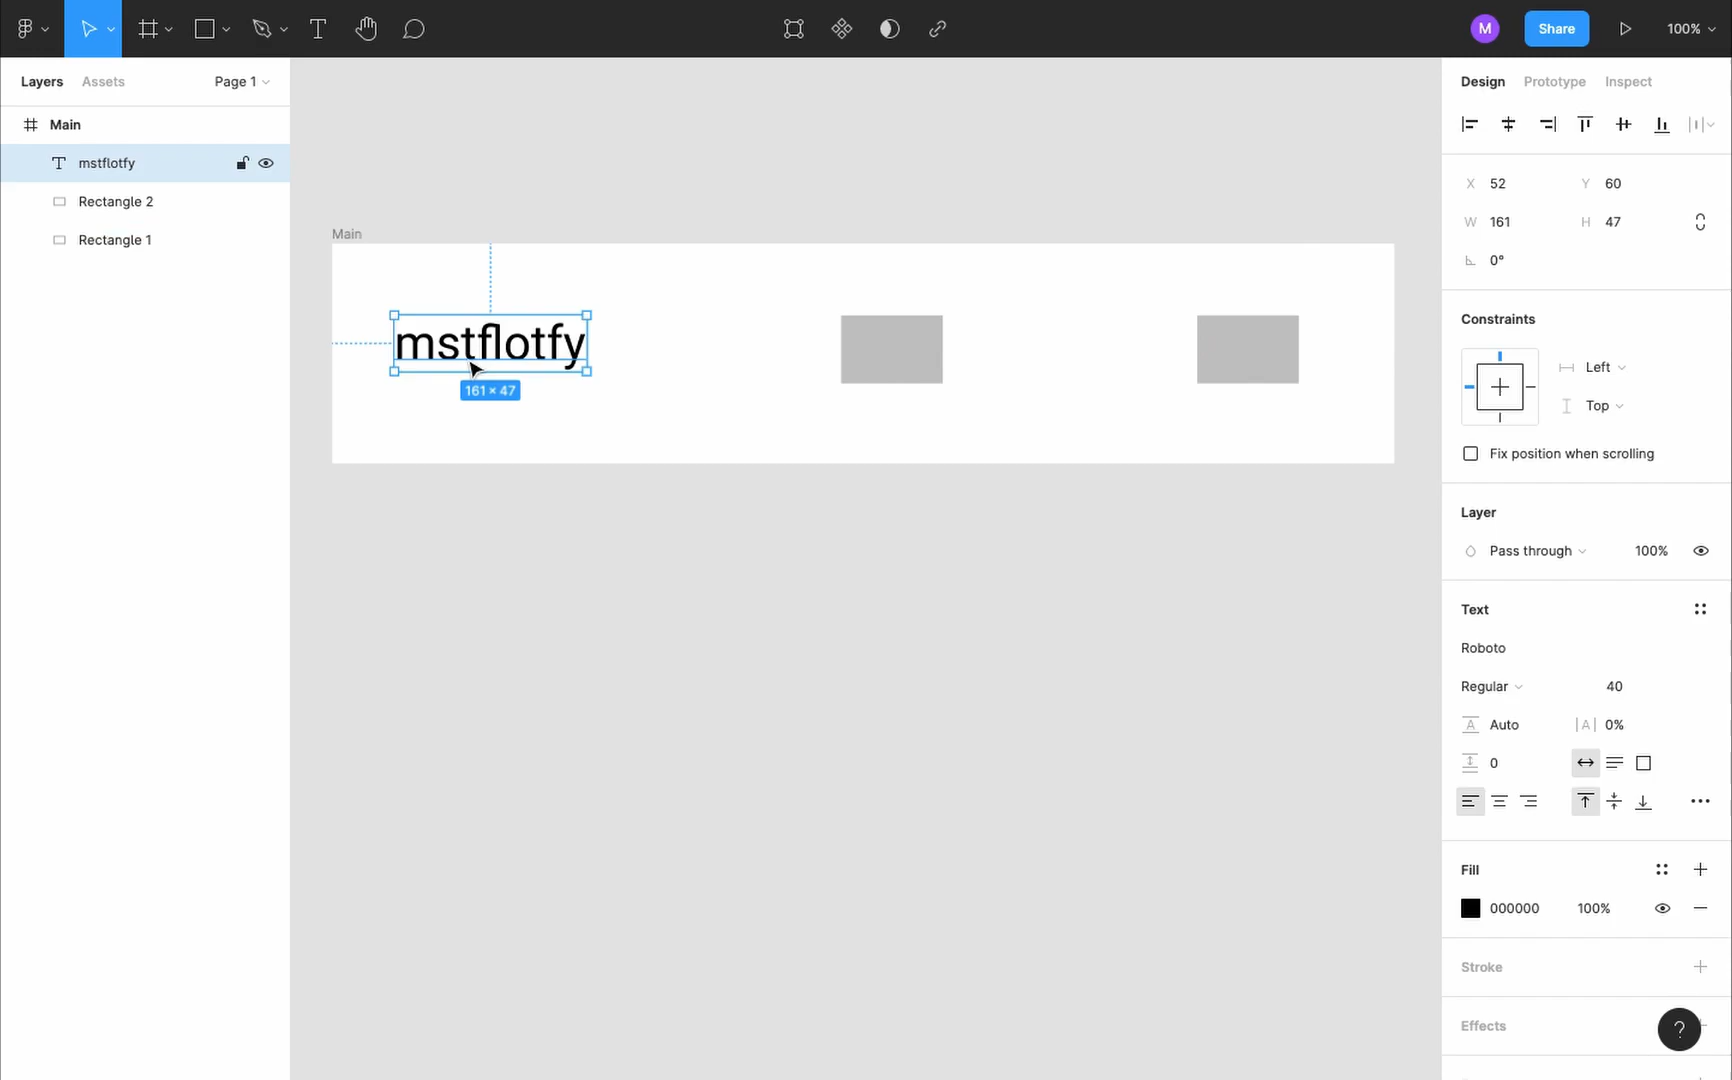 M
Share
100%
Layers
Assets
Page 1
Design
Prototype
Inspect
Main
mstflotfy
Rectangle 2
Rectangle 1
Main
mstflotfy
161 × 47
X 52
Y 60
W 161
H 47
0°
Constraints
Left
Top
Fix position when scrolling
Layer
Pass through
100%
Text
Roboto
Regular
40
A Auto
|A| 0%
0
Fill
000000
100%
Stroke
Effects
?